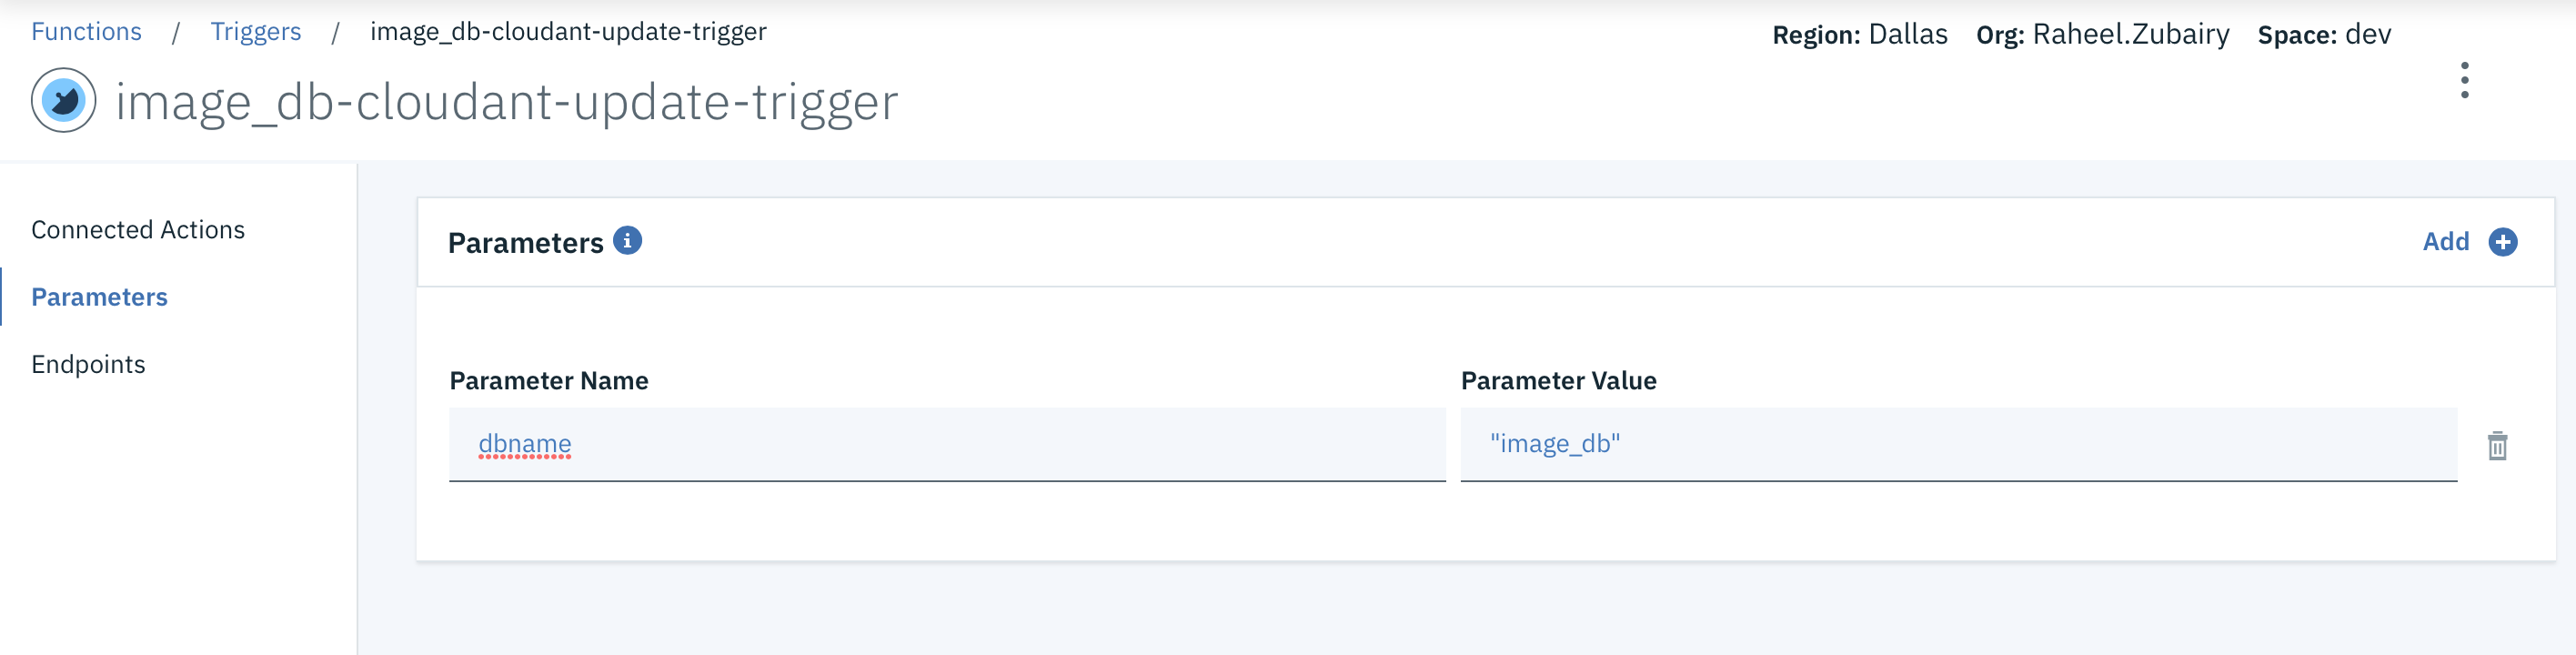 Functions / Triggers / image_db-cloudant-update-trigger
Region: Dallas Org: Raheel.Zubairy Space: dev
image_db-cloudant-update-trigger
Connected Actions
Parameters
Endpoints
Parameters
Add
Parameter Name Parameter Value
dbname "image_db"